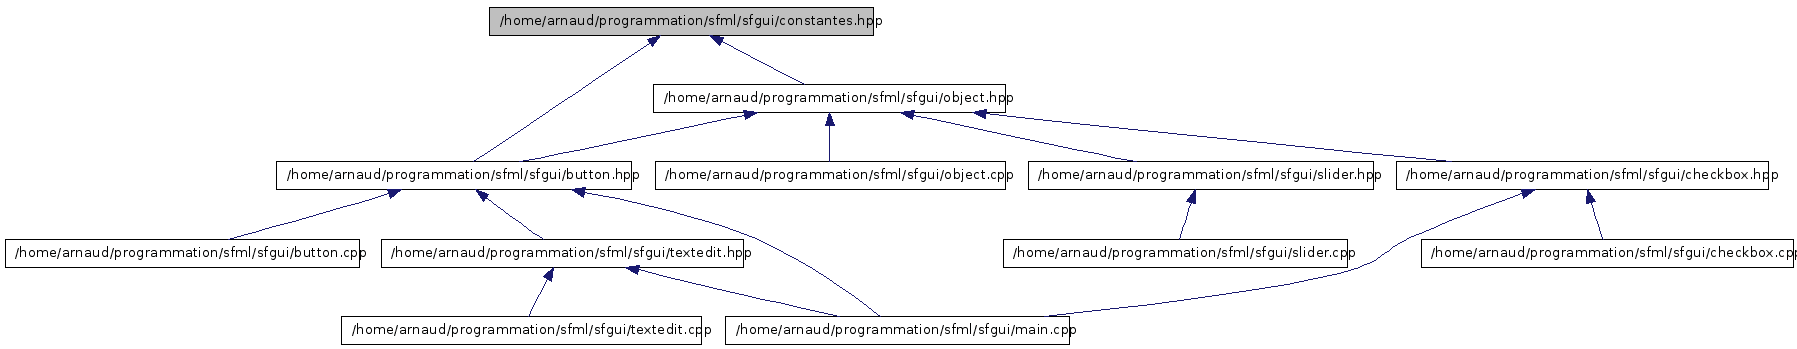 /home/arnaud/programmation/sfml/sfgui/constantes.hpp
/home/arnaud/programmation/sfml/sfgui/object.hpp
/home/arnaud/programmation/sfml/sfgui/button.hpp
/home/arnaud/programmation/sfml/sfgui/object.cpp
/home/arnaud/programmation/sfml/sfgui/slider.hpp
/home/arnaud/programmation/sfml/sfgui/checkbox.hpp
/home/arnaud/programmation/sfml/sfgui/button.cpp
/home/arnaud/programmation/sfml/sfgui/textedit.hpp
/home/arnaud/programmation/sfml/sfgui/slider.cpp
/home/arnaud/programmation/sfml/sfgui/checkbox.cpp
/home/arnaud/programmation/sfml/sfgui/textedit.cpp
/home/arnaud/programmation/sfml/sfgui/main.cpp